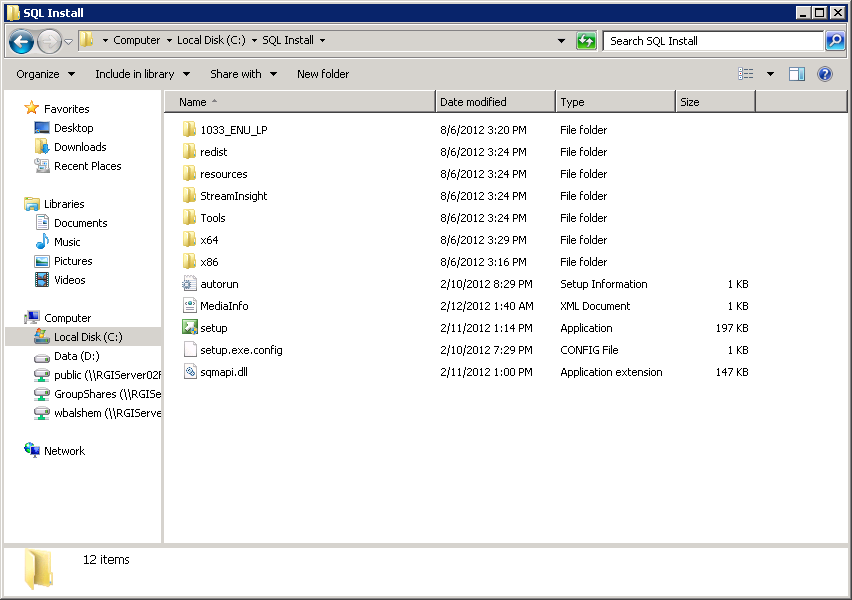 SQL Install
Computer Local Disk (C:) SQL Install
Search SQL Install
Organize Include in library Share with New folder
Name Date modified Type Size
Favorites
Desktop
Downloads
Recent Places
Libraries
Documents
Music
Pictures
Videos
Computer
Local Disk (C:)
Data (D:)
public (\\RGIServer02F
GroupShares (\\RGISe
wbalshem (\\RGIServe
Network
1033_ENU_LP 8/6/2012 3:20 PM File folder
redist 8/6/2012 3:24 PM File folder
resources 8/6/2012 3:24 PM File folder
StreamInsight 8/6/2012 3:24 PM File folder
Tools 8/6/2012 3:24 PM File folder
x64 8/6/2012 3:29 PM File folder
x86 8/6/2012 3:16 PM File folder
autorun 2/10/2012 8:29 PM Setup Information 1 KB
MediaInfo 2/12/2012 1:40 AM XML Document 1 KB
setup 2/11/2012 1:14 PM Application 197 KB
setup.exe.config 2/10/2012 7:29 PM CONFIG File 1 KB
sqmapi.dll 2/11/2012 1:00 PM Application extension 147 KB
12 items